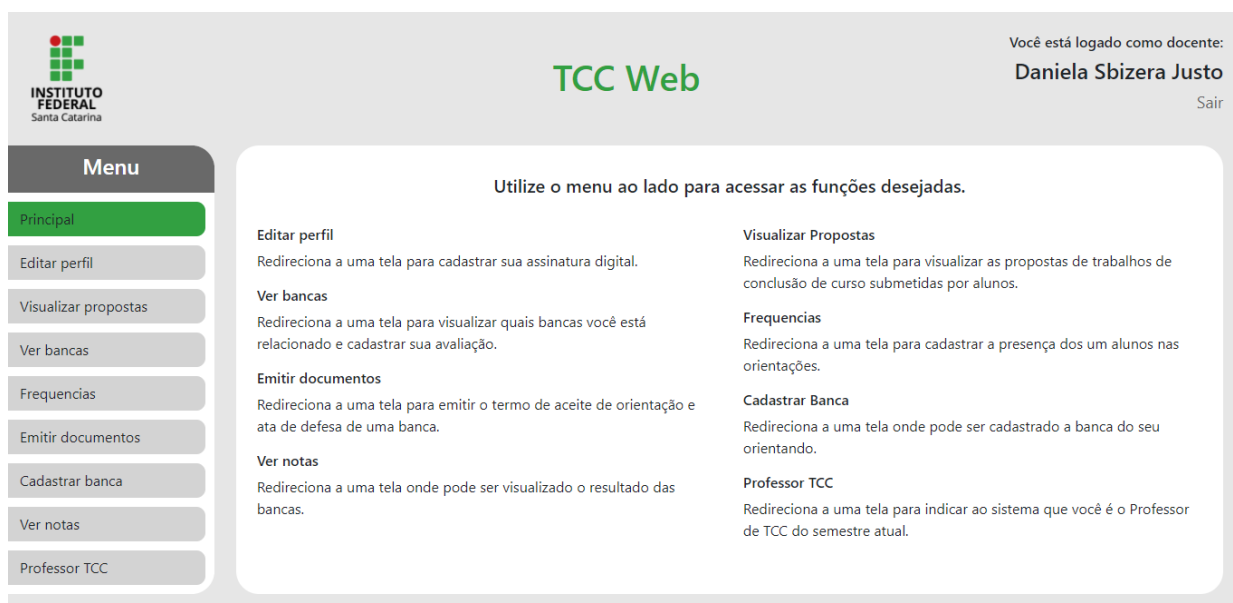 INSTITUTO
FEDERAL
Santa Catarina
TCC Web
Você está logado como docente:
Daniela Sbizera Justo
Sair
Menu
Principal
Editar perfil
Visualizar propostas
Ver bancas
Frequencias
Emitir documentos
Cadastrar banca
Ver notas
Professor TCC
Utilize o menu ao lado para acessar as funções desejadas.
Editar perfil
Redireciona a uma tela para cadastrar sua assinatura digital.
Ver bancas
Redireciona a uma tela para visualizar quais bancas você está
relacionado e cadastrar sua avaliação.
Emitir documentos
Redireciona a uma tela para emitir o termo de aceite de orientação e
ata de defesa de uma banca.
Ver notas
Redireciona a uma tela onde pode ser visualizado o resultado das
bancas.
Visualizar Propostas
Redireciona a uma tela para visualizar as propostas de trabalhos de
conclusão de curso submetidas por alunos.
Frequencias
Redireciona a uma tela para cadastrar a presença dos um alunos nas
orientações.
Cadastrar Banca
Redireciona a uma tela onde pode ser cadastrado a banca do seu
orientando.
Professor TCC
Redireciona a uma tela para indicar ao sistema que você é o Professor
de TCC do semestre atual.